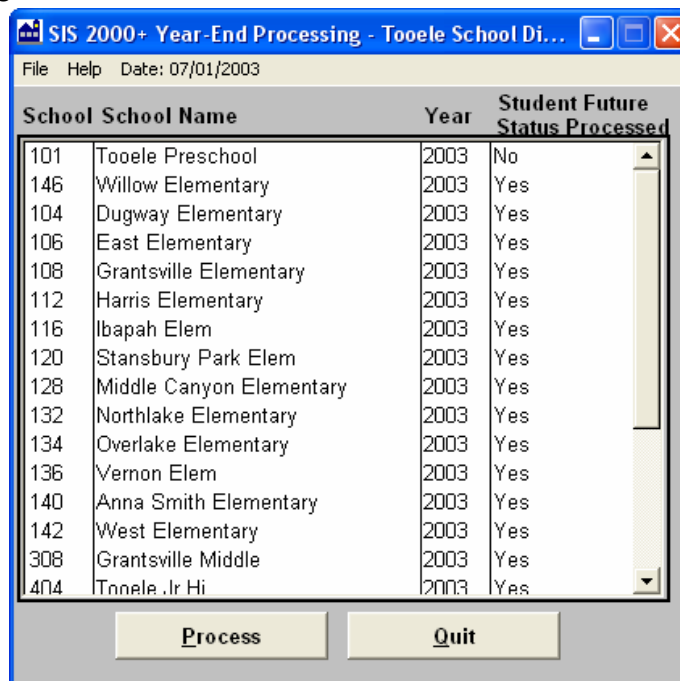 SIS 2000+ Year-End Processing - Tooele School Di...
File Help Date: 07/01/2003
School School Name Year Student Future Status Processed
101 Tooele Preschool 2003 No
146 Willow Elementary 2003 Yes
104 Dugway Elementary 2003 Yes
106 East Elementary 2003 Yes
108 Grantsville Elementary 2003 Yes
112 Harris Elementary 2003 Yes
116 Ibapah Elem 2003 Yes
120 Stansbury Park Elem 2003 Yes
128 Middle Canyon Elementary 2003 Yes
132 Northlake Elementary 2003 Yes
134 Overlake Elementary 2003 Yes
136 Vernon Elem 2003 Yes
140 Anna Smith Elementary 2003 Yes
142 West Elementary 2003 Yes
308 Grantsville Middle 2003 Yes
404 Tooele Jr Hi 2003 Yes
Process Quit